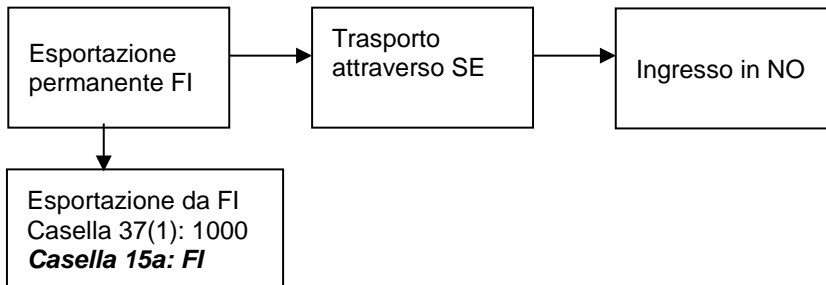 Esportazione
permanente FI
Trasporto
attraverso SE
Ingresso in NO
Esportazione da FI
Casella 37(1): 1000
Casella 15a: FI